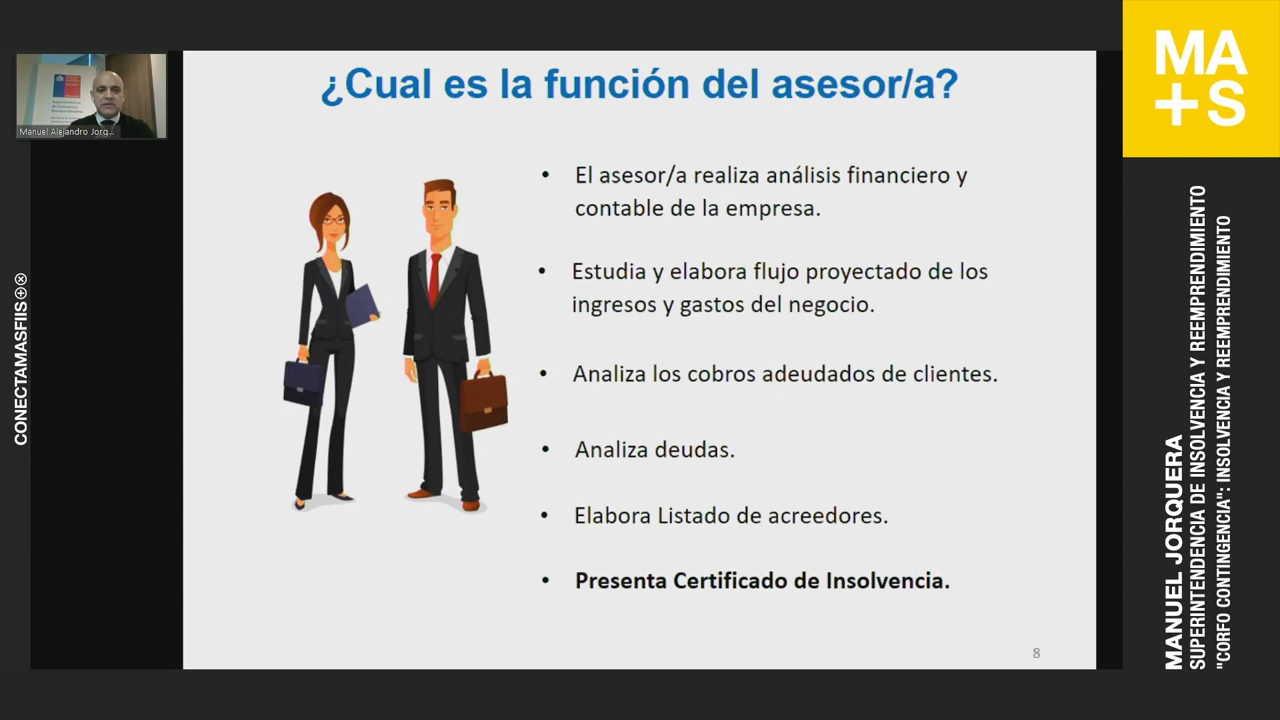 ¿Cual es la función del asesor/a?
• El asesor/a realiza análisis financiero y
contable de la empresa.
• Estudia y elabora flujo proyectado de los
ingresos y gastos del negocio.
• Analiza los cobros adeudados de clientes.
• Analiza deudas.
• Elabora Listado de acreedores.
• Presenta Certificado de Insolvencia.
8
Manuel Alejandro Jorq...
CONECTAMASFIIS
MA
+S
MANUEL JORQUERA
SUPERINTENDENCIA DE INSOLVENCIA Y REEMPRENDIMIENTO
"CORFO CONTINGENCIA": INSOLVENCIA Y REEMPRENDIMIENTO